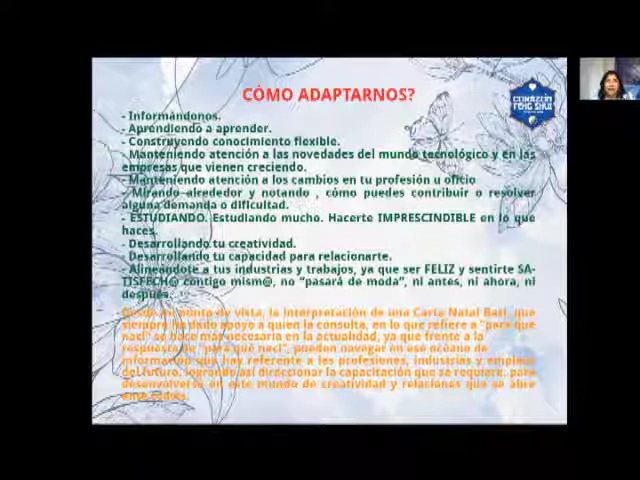 CÓMO ADAPTARNOS?
CORAZÓN
FENG SHUI
- Informándonos.
- Aprendiendo a aprender.
- Construyendo conocimiento flexible.
- Manteniendo atención a las novedades del mundo tecnológico y en las
empresas que vienen creciendo.
- Manteniendo atención a los cambios en tu profesión u oficio
- Mirando alrededor y notando , cómo puedes contribuir o resolver
alguna demanda o dificultad.
- ESTUDIANDO. Estudiando mucho. Hacerte IMPRESCINDIBLE en lo que
haces.
- Desarrollando tu creatividad.
- Desarrollando tu capacidad para relacionarte.
- Alineándote a tus industrias y trabajos, ya que ser FELIZ y sentirte SA-
TISFECH@ contigo mism@, no "pasará de moda", ni antes, ni ahora, ni
después.
Desde mi punto de vista, la interpretación de una Carta Natal Bazi, que
siempre ha dado apoyo a quien la consulta, en lo que refiere a "para qué
nací" se hace más necesaria en la actualidad, ya que frente a la
respuesta de "para qué nací", pueden navegar en ese océano de
información que hay referente a las profesiones, industrias y empleos
del futuro, logrando así direccionar la capacitación que se requiere, para
desenvolverse en este mundo de creatividad y relaciones que se abre
ante